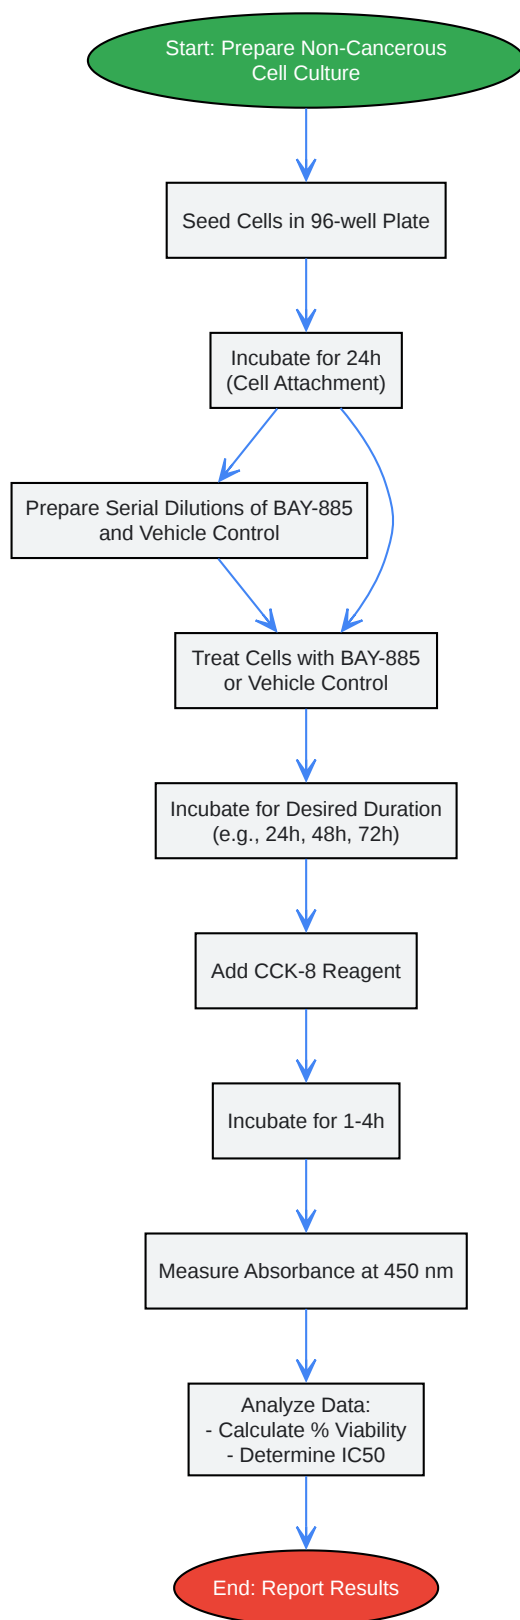 Start: Prepare Non-Cancerous
Cell Culture
Seed Cells in 96-well Plate
Incubate for 24h
(Cell Attachment)
Prepare Serial Dilutions of BAY-885
and Vehicle Control
Treat Cells with BAY-885
or Vehicle Control
Incubate for Desired Duration
(e.g., 24h, 48h, 72h)
Add CCK-8 Reagent
Incubate for 1-4h
Measure Absorbance at 450 nm
Analyze Data:
- Calculate % Viability
- Determine IC50
End: Report Results